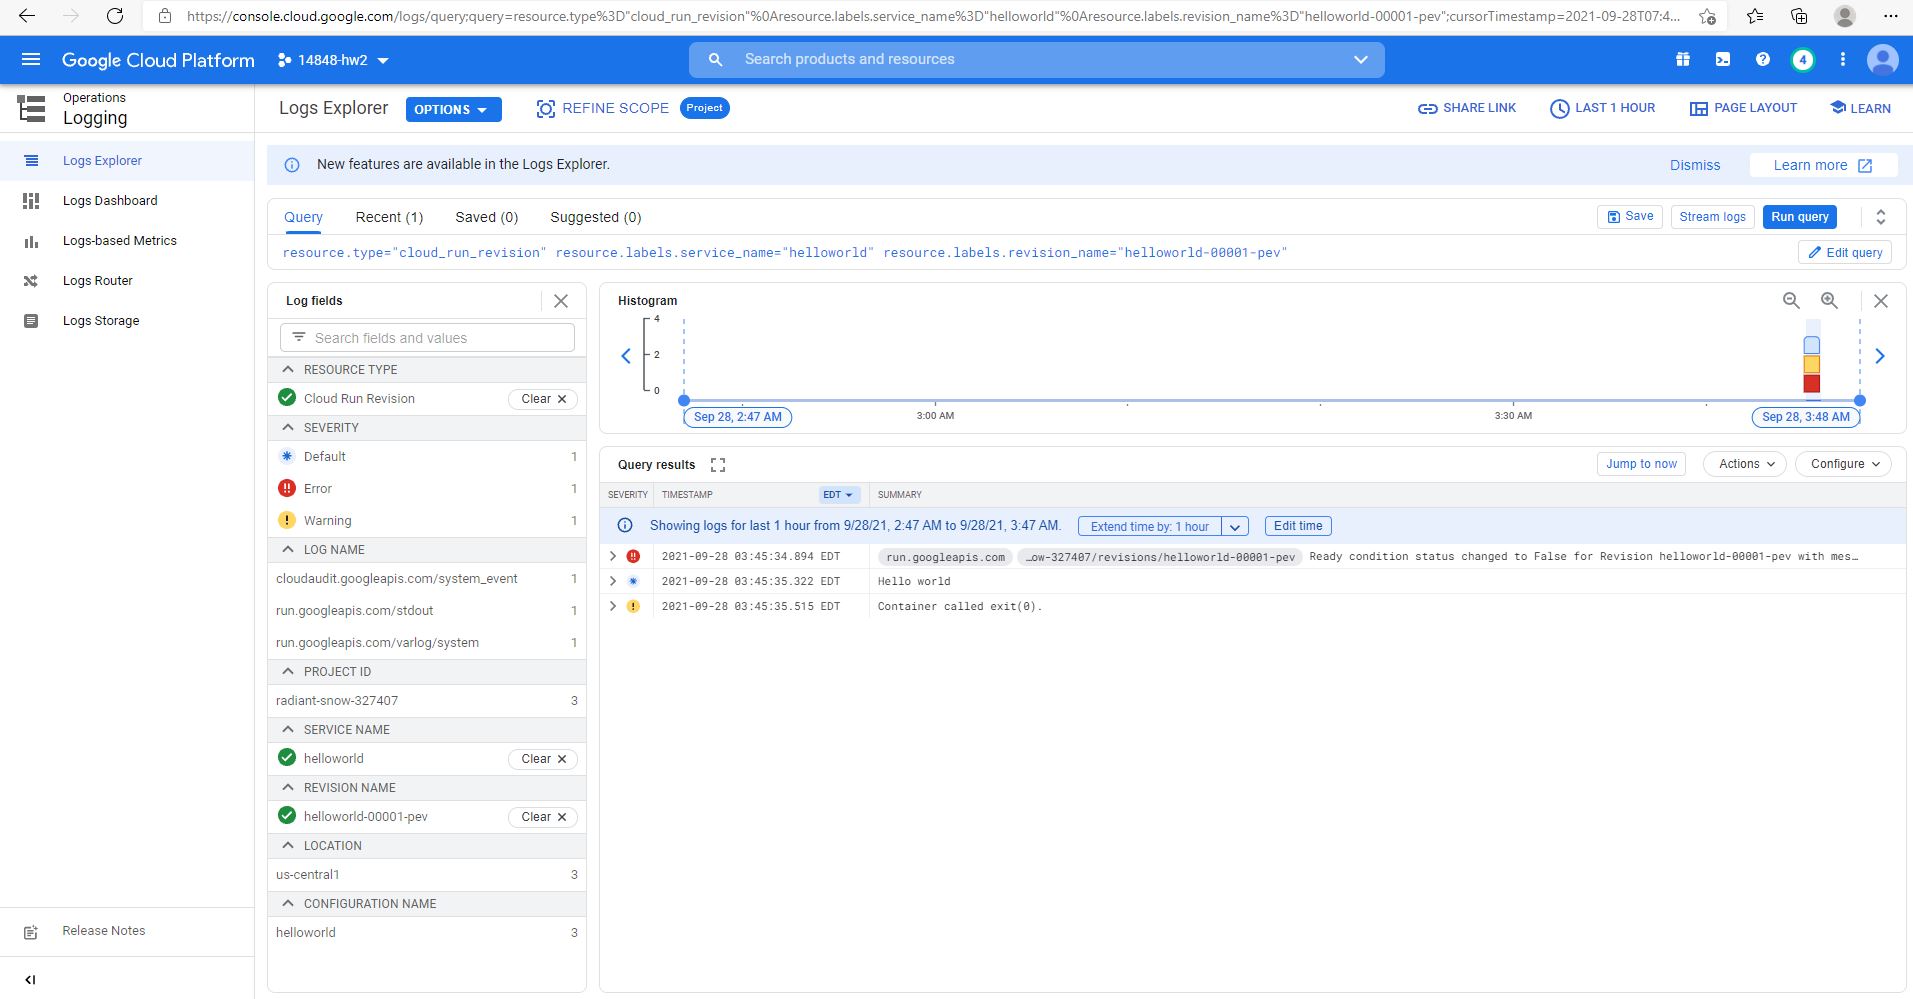 https://console.cloud.google.com/logs/query;query=resource.type%3D"cloud_run_revision"%0Aresource.labels.service_name%3D"helloworld"%0Aresource.labels.revision_name%3D"helloworld-00001-pev";cursorTimestamp=2021-09-28T07:4...
Google Cloud Platform
14848-hw2
Search products and resources
4
Operations
Logging
Logs Explorer
OPTIONS
REFINE SCOPE
Project
SHARE LINK
LAST 1 HOUR
PAGE LAYOUT
LEARN
Logs Explorer
Logs Dashboard
Logs-based Metrics
Logs Router
Logs Storage
Release Notes
New features are available in the Logs Explorer.
Dismiss
Learn more
Query
Recent (1)
Saved (0)
Suggested (0)
Save
Stream logs
Run query
resource.type="cloud_run_revision" resource.labels.service_name="helloworld" resource.labels.revision_name="helloworld-00001-pev"
Edit query
Log fields
Search fields and values
RESOURCE TYPE
Cloud Run Revision Clear
SEVERITY
Default 1
Error 1
Warning 1
LOG NAME
cloudaudit.googleapis.com/system_event 1
run.googleapis.com/stdout 1
run.googleapis.com/varlog/system 1
PROJECT ID
radiant-snow-327407 3
SERVICE NAME
helloworld Clear
REVISION NAME
helloworld-00001-pev Clear
LOCATION
us-central1 3
CONFIGURATION NAME
helloworld 3
Histogram
4
2
0
Sep 28, 2:47 AM
3:00 AM
3:30 AM
Sep 28, 3:48 AM
Query results
Jump to now
Actions
Configure
SEVERITY TIMESTAMP EDT SUMMARY
Showing logs for last 1 hour from 9/28/21, 2:47 AM to 9/28/21, 3:47 AM. Extend time by: 1 hour Edit time
2021-09-28 03:45:34.894 EDT run.googleapis.com …ow-327407/revisions/helloworld-00001-pev Ready condition status changed to False for Revision helloworld-00001-pev with mes…
2021-09-28 03:45:35.322 EDT Hello world
2021-09-28 03:45:35.515 EDT Container called exit(0).